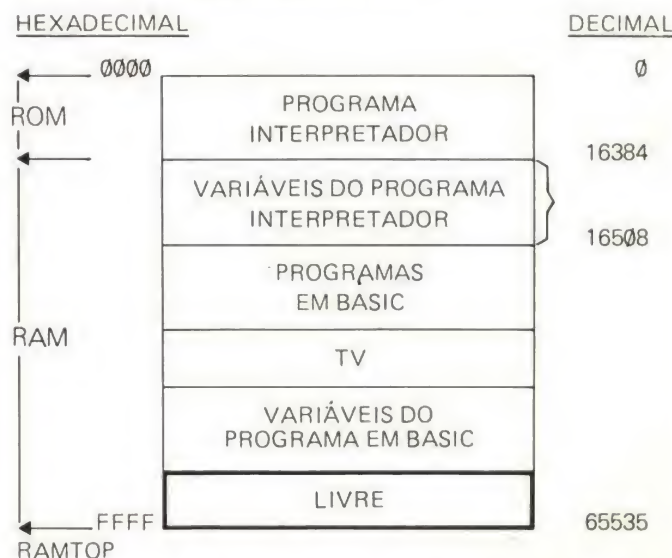 HEXADECIMAL DECIMAL
0000 0
ROM
PROGRAMA
INTERPRETADOR
16384
VARIÁVEIS DO PROGRAMA
INTERPRETADOR
16508
PROGRAMAS
EM BASIC
RAM
TV
VARIÁVEIS DO
PROGRAMA EM BASIC
LIVRE
FFFF 65535
RAMTOP